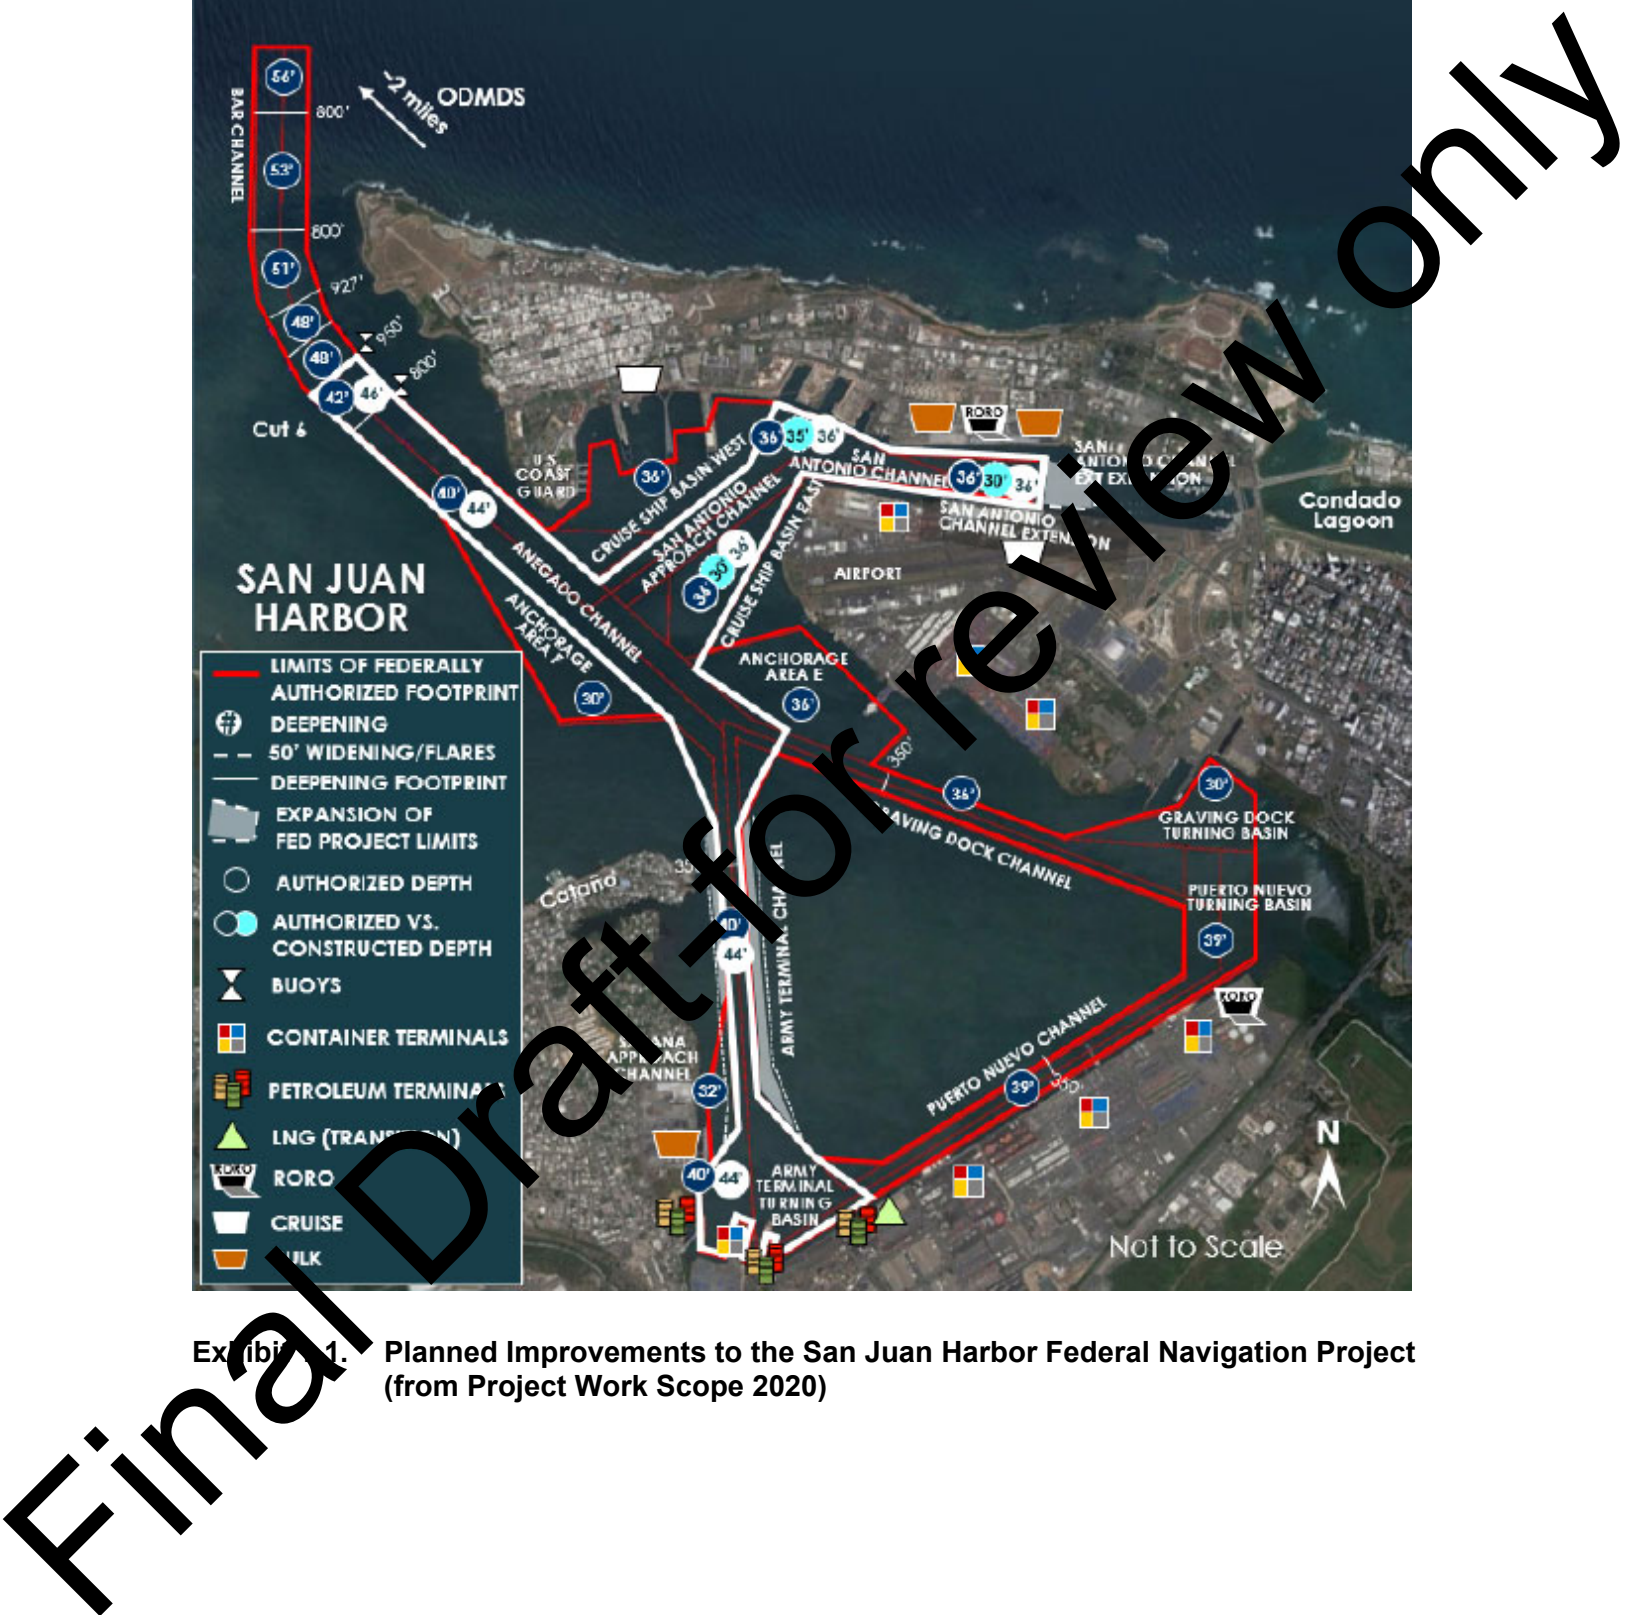 56'
800'
~2 miles
ODMDS
BAR CHANNEL
53'
800'
51'
927'
48'
950'
48'
800'
42' 46'
Cut 6
36' 35' 36'
RORO
SAN
ANTONIO CHANNEL
36' 30' 36'
EXT
Condado
Lagoon
U.S.
COAST
GUARD
36'
CRUISE SHIP BASIN WEST
SAN ANTONIO
APPROACH CHANNEL
SAN ANTONIO
CHANNEL EXTENSION
40' 44'
36' 30' 36'
CRUISE SHIP BASIN EAST
AIRPORT
ANEGADO CHANNEL
SAN JUAN
HARBOR
ANCHORAGE
AREA F
30'
ANCHORAGE
AREA E
36'
350'
36'
30'
GRAVING DOCK
TURNING BASIN
GRAVING DOCK CHANNEL
PUERTO NUEVO
TURNING BASIN
39'
LIMITS OF FEDERALLY
AUTHORIZED FOOTPRINT
# DEEPENING
50' WIDENING/FLARES
DEEPENING FOOTPRINT
EXPANSION OF
FED PROJECT LIMITS
AUTHORIZED DEPTH
AUTHORIZED VS.
CONSTRUCTED DEPTH
BUOYS
CONTAINER TERMINALS
PETROLEUM TERMINALS
LNG (TRANSITION)
RORO RORO
CRUISE
BULK
Cataño
40'
44'
ARMY TERMINAL CHANNEL
APPROACH
CHANNEL
32'
RORO
PUERTO NUEVO CHANNEL
39'
40' 44'
ARMY
TERMINAL
TURNING
BASIN
N
Not to Scale
Planned Improvements to the San Juan Harbor Federal Navigation Project
(from Project Work Scope 2020)
Final Draft-for review only